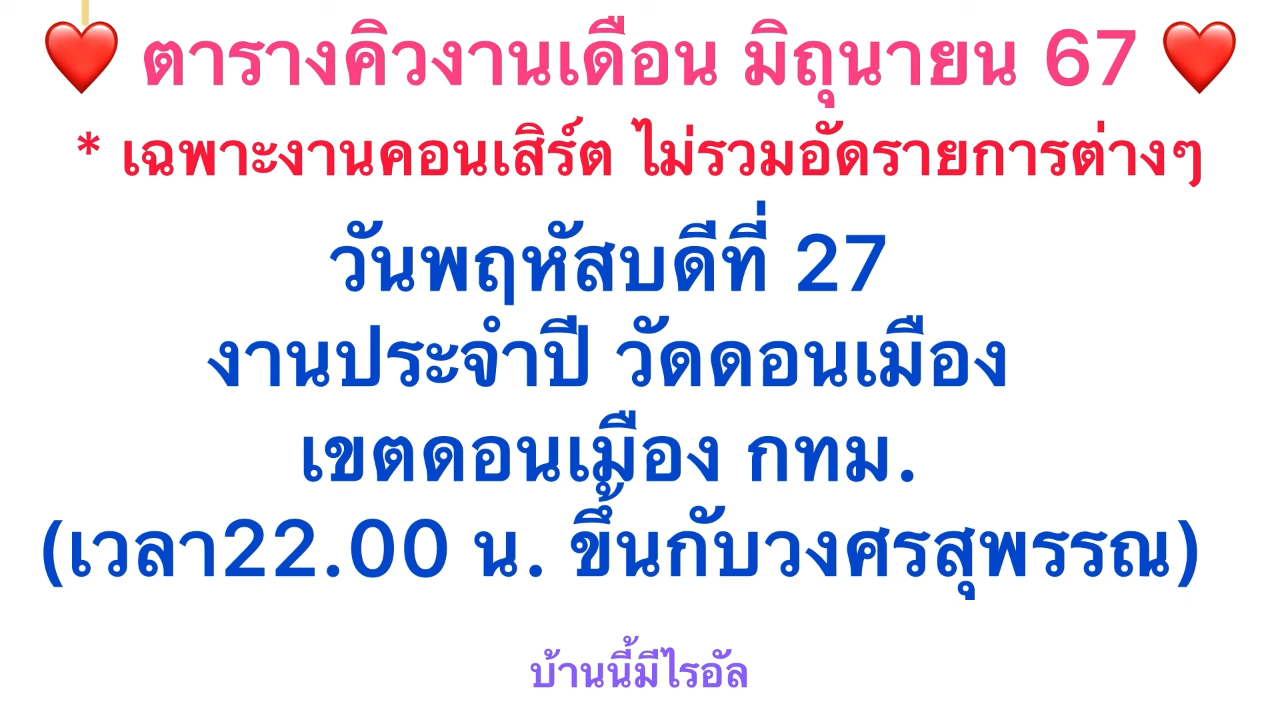 ❤️ ตารางคิวงานเดือน มิถุนายน 67 ❤️
* เฉพาะงานคอนเสิร์ต ไม่รวมอัดรายการต่างๆ
วันพฤหัสบดีที่ 27
งานประจำปี วัดดอนเมือง
เขตดอนเมือง กทม.
(เวลา22.00 น. ขึ้นกับวงศรสุพรรณ)
บ้านนี้มีไรอัล